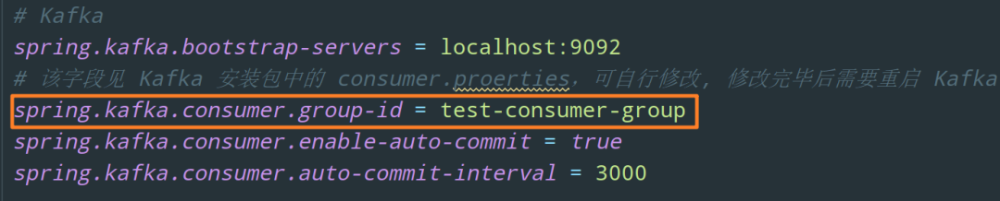 # Kafka
spring.kafka.bootstrap-servers = localhost:9092
# 该字段见 Kafka 安装包中的 consumer.proerties，可自行修改, 修改完毕后需要重启 Kafka
spring.kafka.consumer.group-id = test-consumer-group
spring.kafka.consumer.enable-auto-commit = true
spring.kafka.consumer.auto-commit-interval = 3000